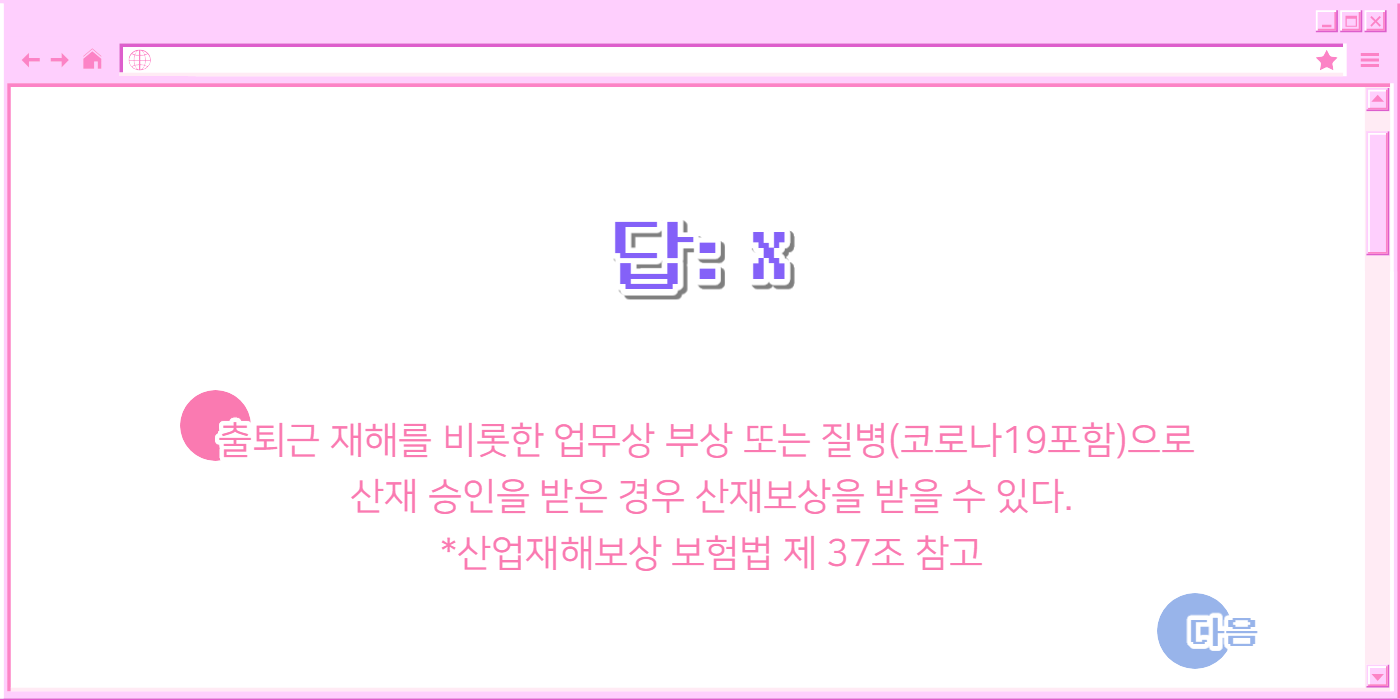 답: X
출퇴근 재해를 비롯한 업무상 부상 또는 질병(코로나19포함)으로
산재 승인을 받은 경우 산재보상을 받을 수 있다.
*산업재해보상 보험법 제 37조 참고
다음